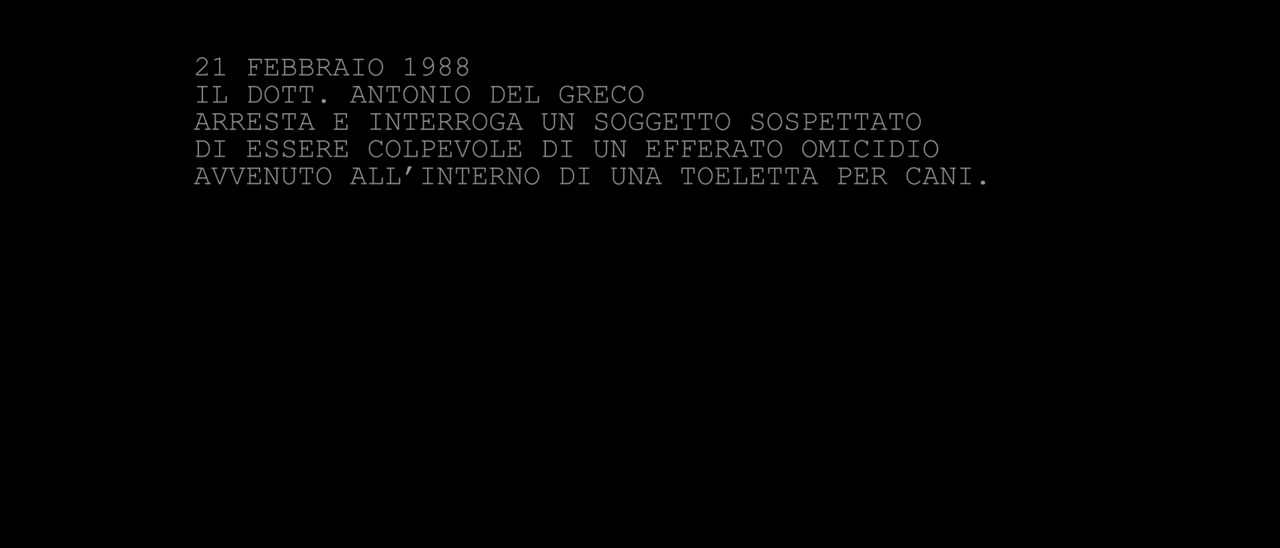 21 FEBBRAIO 1988
IL DOTT. ANTONIO DEL GRECO
ARRESTA E INTERROGA UN SOGGETTO SOSPETTATO
DI ESSERE COLPEVOLE DI UN EFFERATO OMICIDIO
AVVENUTO ALL’INTERNO DI UNA TOELETTA PER CANI.